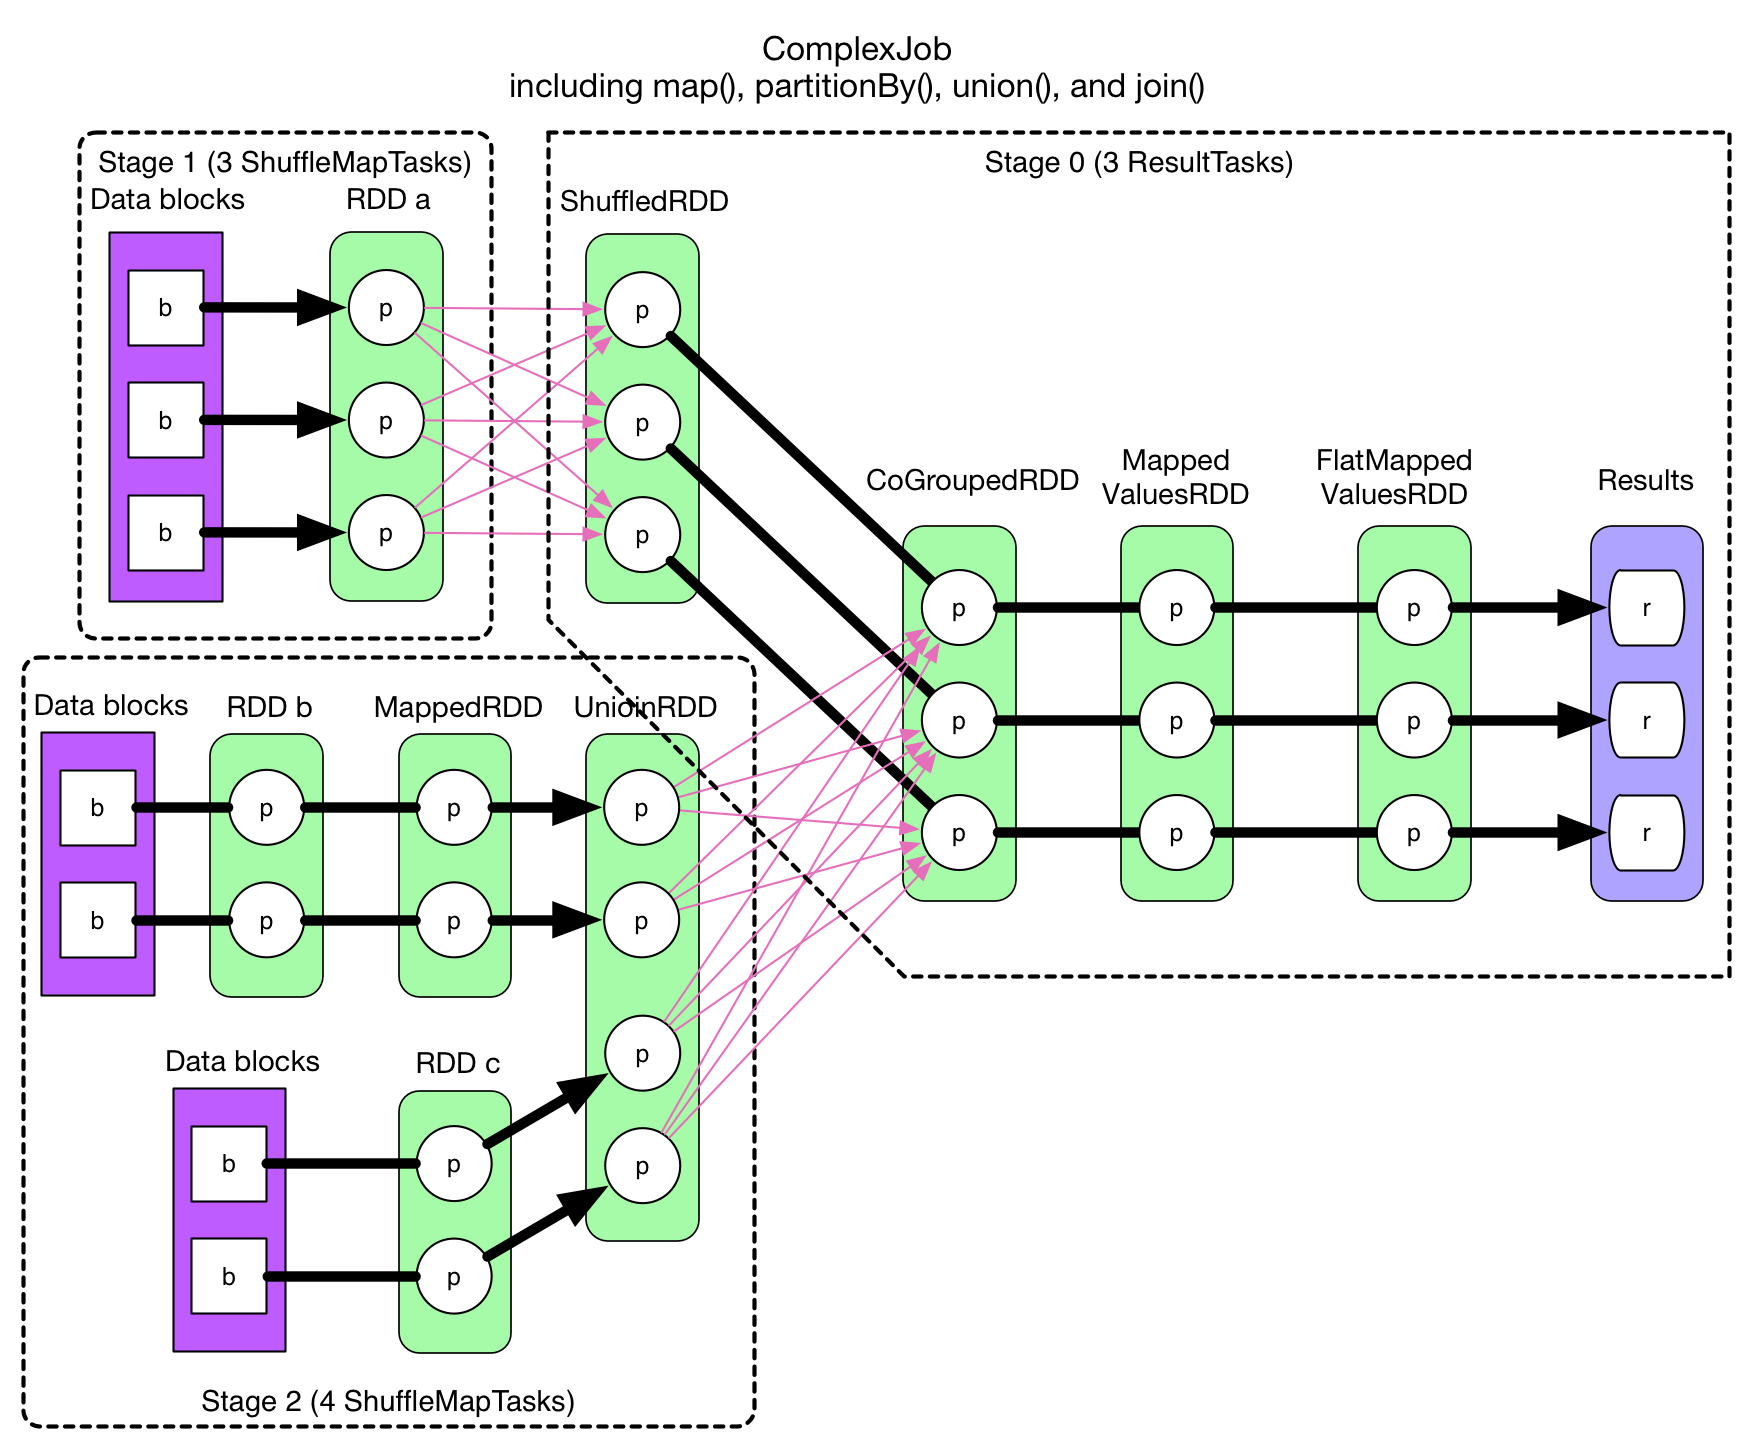 ComplexJob
including map(), partitionBy(), union(), and join()
Stage 1 (3 ShuffleMapTasks)
Data blocks
RDD a
b
p
b
p
b
p
Stage 0 (3 ResultTasks)
ShuffledRDD
p
p
p
CoGroupedRDD
Mapped
ValuesRDD
FlatMapped
ValuesRDD
Results
p
p
p
r
p
p
p
r
p
p
p
r
Data blocks
RDD b
MappedRDD
UnioinRDD
b
p
p
p
b
p
p
p
Data blocks
RDD c
p
b
p
p
b
p
Stage 2 (4 ShuffleMapTasks)